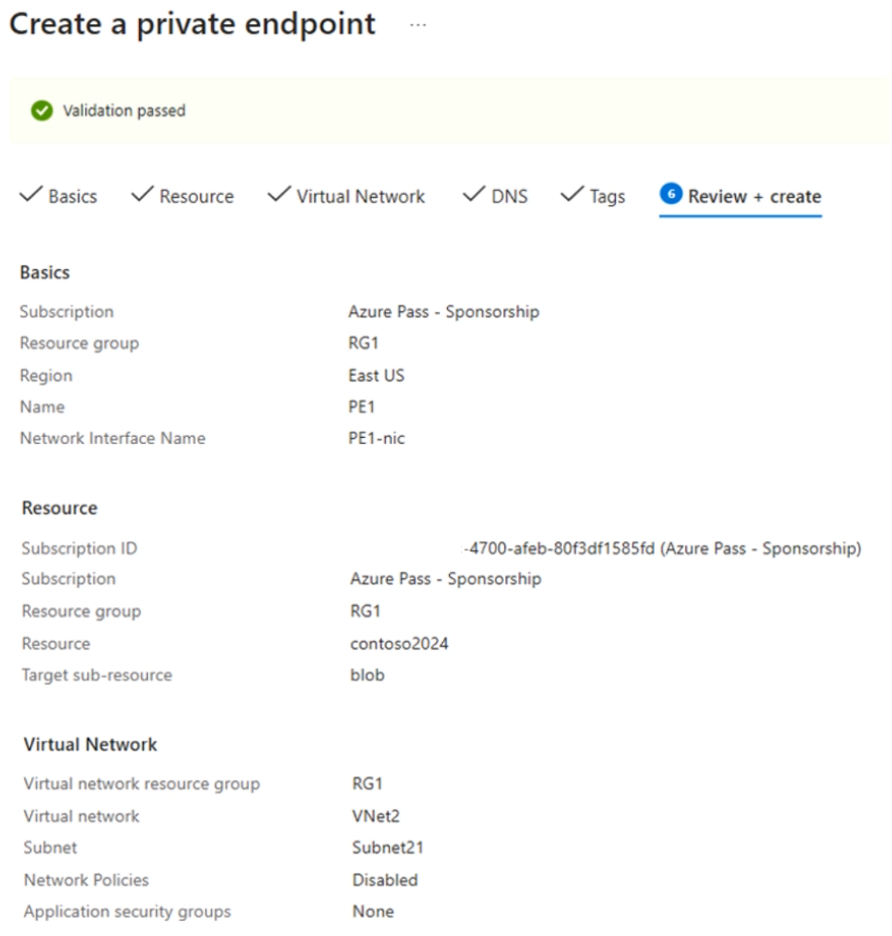 Create a private endpoint ...
Validation passed
Basics Resource Virtual Network DNS Tags 6 Review + create
Basics
Subscription Azure Pass - Sponsorship
Resource group RG1
Region East US
Name PE1
Network Interface Name PE1-nic
Resource
Subscription ID -4700-afeb-80f3df1585fd (Azure Pass - Sponsorship)
Subscription Azure Pass - Sponsorship
Resource group RG1
Resource contoso2024
Target sub-resource blob
Virtual Network
Virtual network resource group RG1
Virtual network VNet2
Subnet Subnet21
Network Policies Disabled
Application security groups None